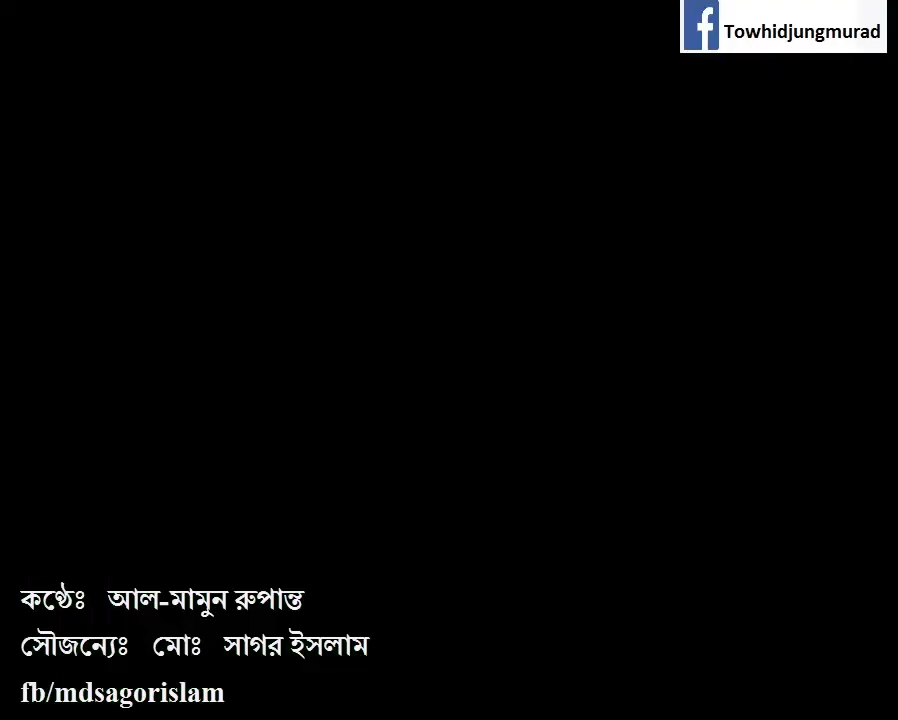 Towhidjungmurad
কণ্ঠেঃ আল-মামুন রুপান্ত
সৌজন্যেঃ মোঃ সাগর ইসলাম
fb/mdsagorislam